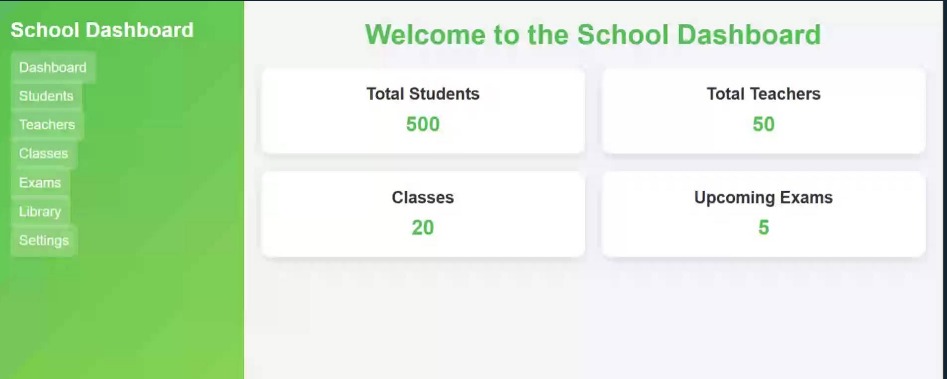 School Dashboard
Dashboard
Students
Teachers
Classes
Exams
Library
Settings
Welcome to the School Dashboard
Total Students
500
Total Teachers
50
Classes
20
Upcoming Exams
5